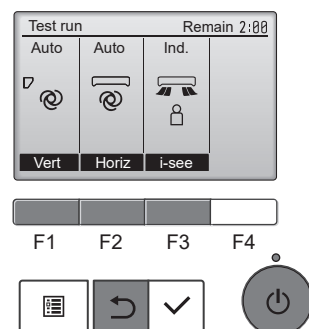 Test run Remain 2:00
Auto Auto Ind.
Vert Horiz i-see
F1 F2 F3 F4